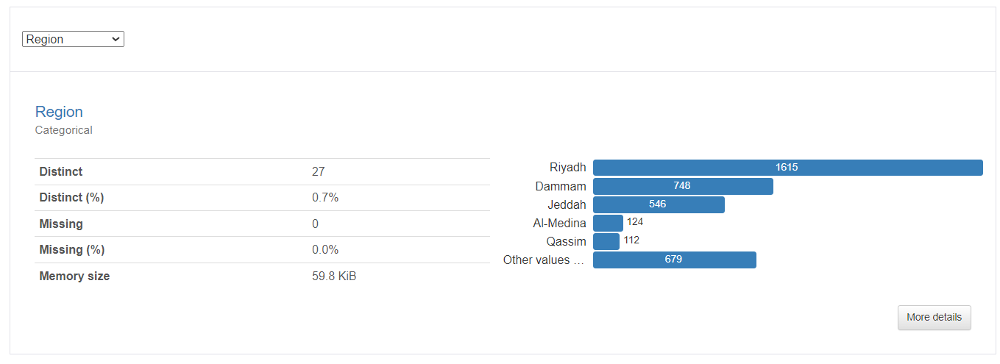 Region
Region
Categorical
Distinct 27
Distinct (%) 0.7%
Missing 0
Missing (%) 0.0%
Memory size 59.8 KiB
Riyadh 1615
Dammam 748
Jeddah 546
Al-Medina 124
Qassim 112
Other values ... 679
More details